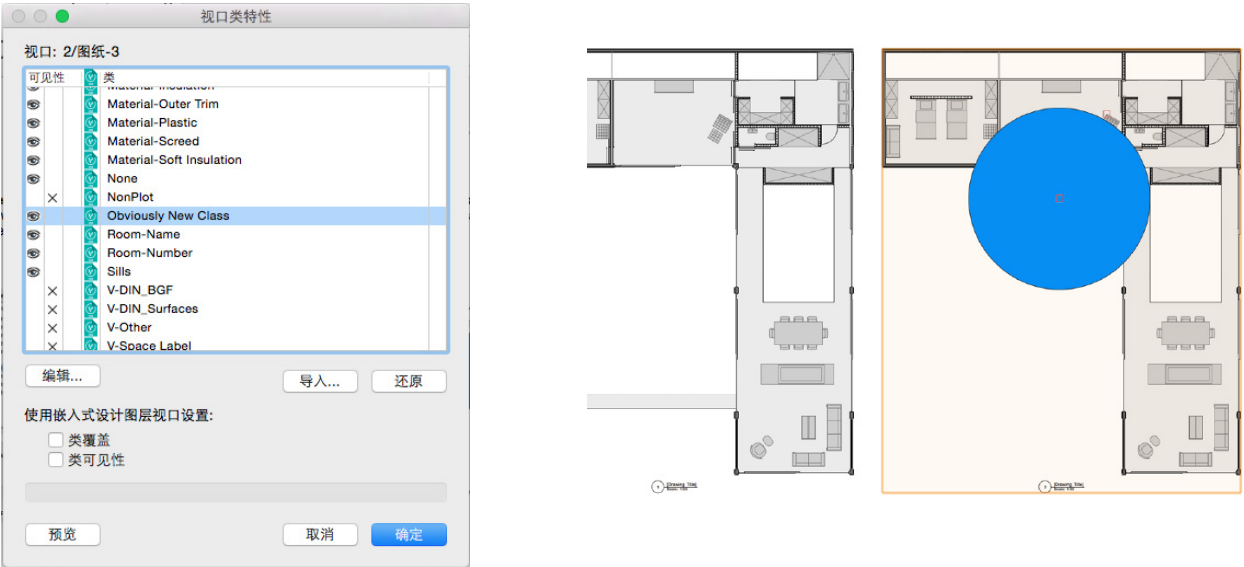 视口类特性
视口: 2/图纸-3
可见性 类
Material-Insulation
Material-Outer Trim
Material-Plastic
Material-Screed
Material-Soft Insulation
None
NonPlot
Obviously New Class
Room-Name
Room-Number
Sills
V-DIN_BGF
V-DIN_Surfaces
V-Other
V-Space Label
编辑...
导入...
还原
使用嵌入式设计图层视口设置:
类覆盖
类可见性
预览
取消
确定